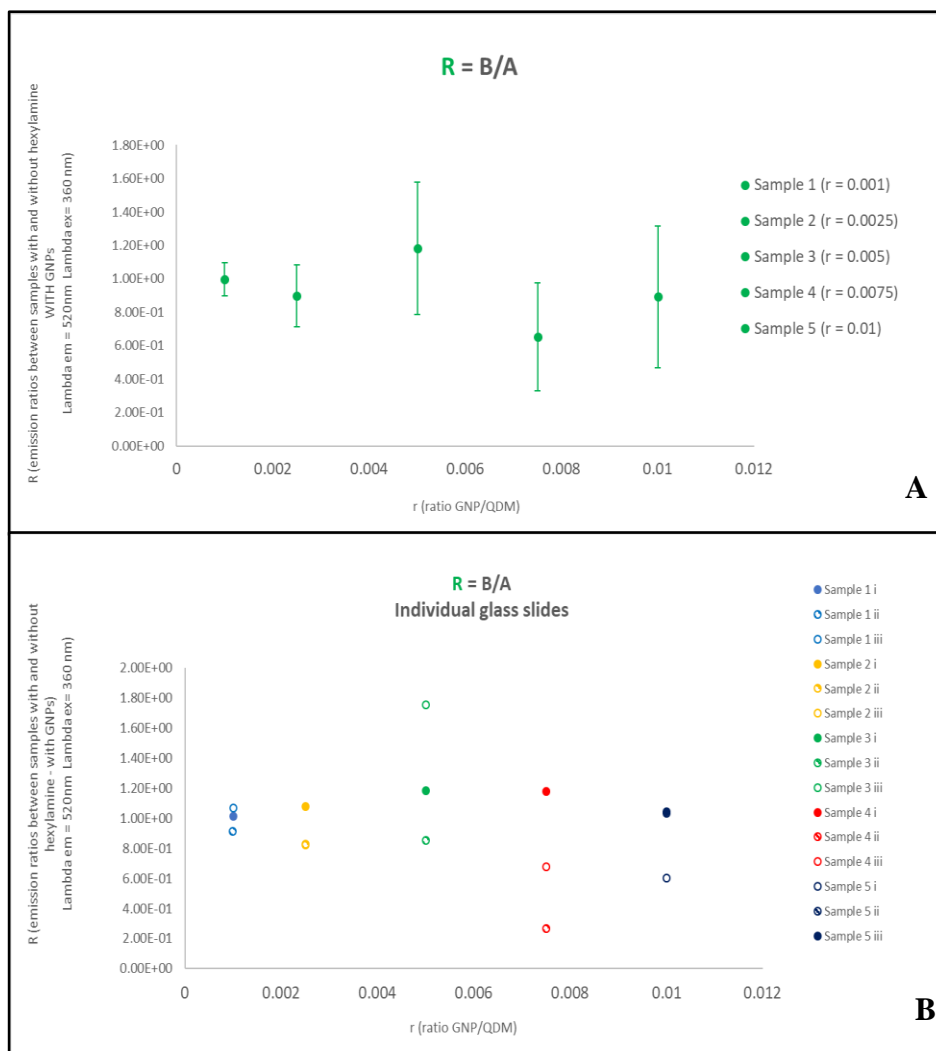 R = B/A
R (emission ratios between samples with and without hexylamine
WITH GNPs
Lambda em = 520nm Lambda ex= 360 nm)
1.80E+00
1.60E+00
1.40E+00
1.20E+00
1.00E+00
8.00E-01
6.00E-01
4.00E-01
2.00E-01
0.00E+00
0
0.002
0.004
0.006
0.008
0.01
0.012
r (ratio GNP/QDM)
Sample 1 (r = 0.001)
Sample 2 (r = 0.0025)
Sample 3 (r = 0.005)
Sample 4 (r = 0.0075)
Sample 5 (r = 0.01)
A
R = B/A
Individual glass slides
R (emission ratios between samples with and without
hexylamine - with GNPs)
Lambda em = 520nm Lambda ex= 360 nm)
2.00E+00
1.80E+00
1.60E+00
1.40E+00
1.20E+00
1.00E+00
8.00E-01
6.00E-01
4.00E-01
2.00E-01
0.00E+00
0
0.002
0.004
0.006
0.008
0.01
0.012
r (ratio GNP/QDM)
Sample 1 i
Sample 1 ii
Sample 1 iii
Sample 2 i
Sample 2 ii
Sample 2 iii
Sample 3 i
Sample 3 ii
Sample 3 iii
Sample 4 i
Sample 4 ii
Sample 4 iii
Sample 5 i
Sample 5 ii
Sample 5 iii
B